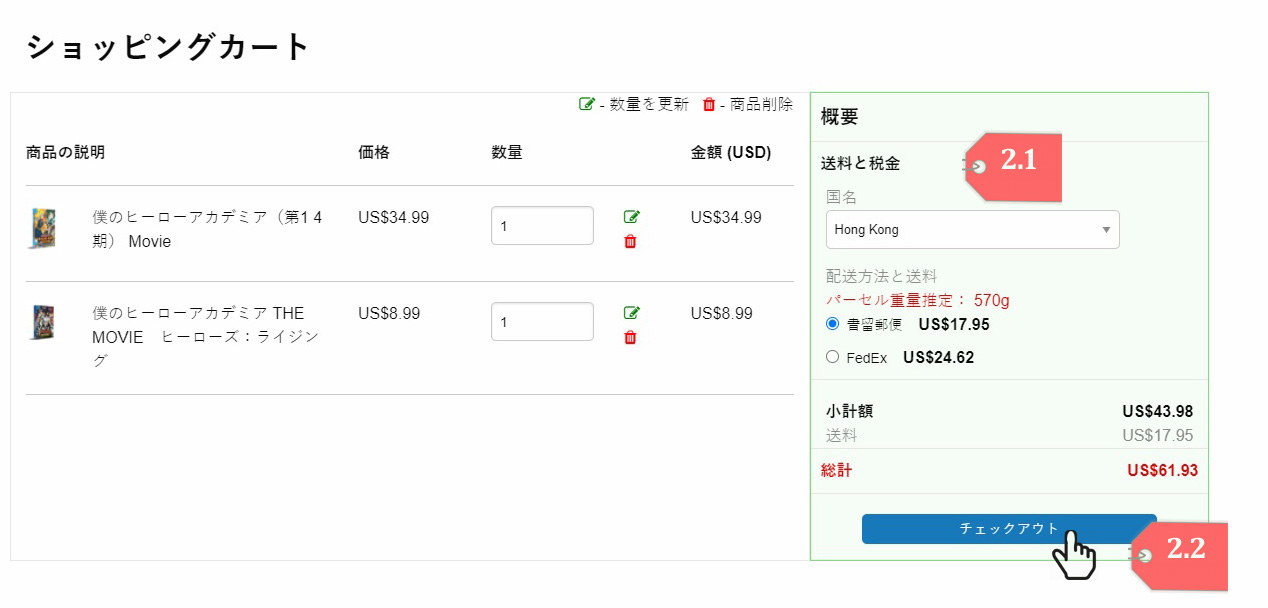 ショッピングカート
- 数量を更新 - 商品削除
商品の説明 価格 数量 金額 (USD)
僕のヒーローアカデミア（第1 4 US$34.99 1 US$34.99
期） Movie
僕のヒーローアカデミア THE US$8.99 1 US$8.99
MOVIE　ヒーローズ：ライジン
グ
概要
送料と税金
2.1
国名
Hong Kong
配送方法と送料
パーセル重量推定： 570g
書留郵便 US$17.95
FedEx US$24.62
小計額 US$43.98
送料 US$17.95
総計 US$61.93
チェックアウト
2.2